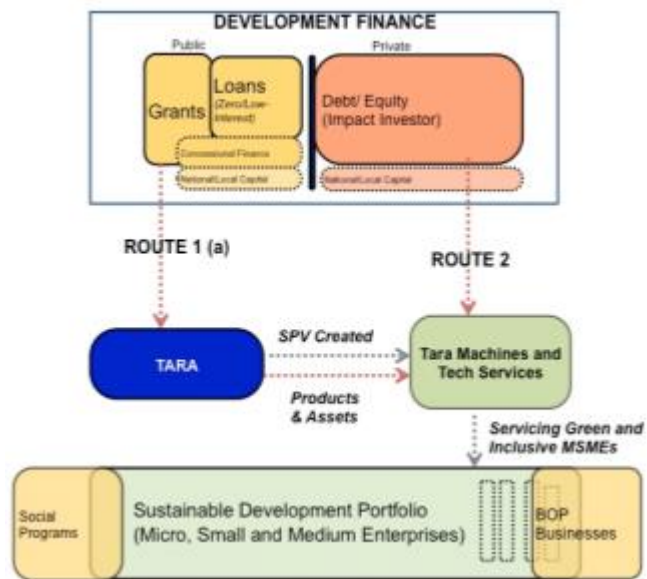 DEVELOPMENT FINANCE
Public
Private
Grants
Loans
(Zero/Low-
Interest)
Debt/ Equity
(Impact Investor)
Concessional Finance
National/Local Capital
National/Local Capital
ROUTE 1 (a)
ROUTE 2
SPV Created
TARA
Tara Machines and
Tech Services
Products
& Assets
Servicing Green and
Inclusive MSMEs
Social
Programs
Sustainable Development Portfolio
(Micro, Small and Medium Enterprises)
BOP
Businesses